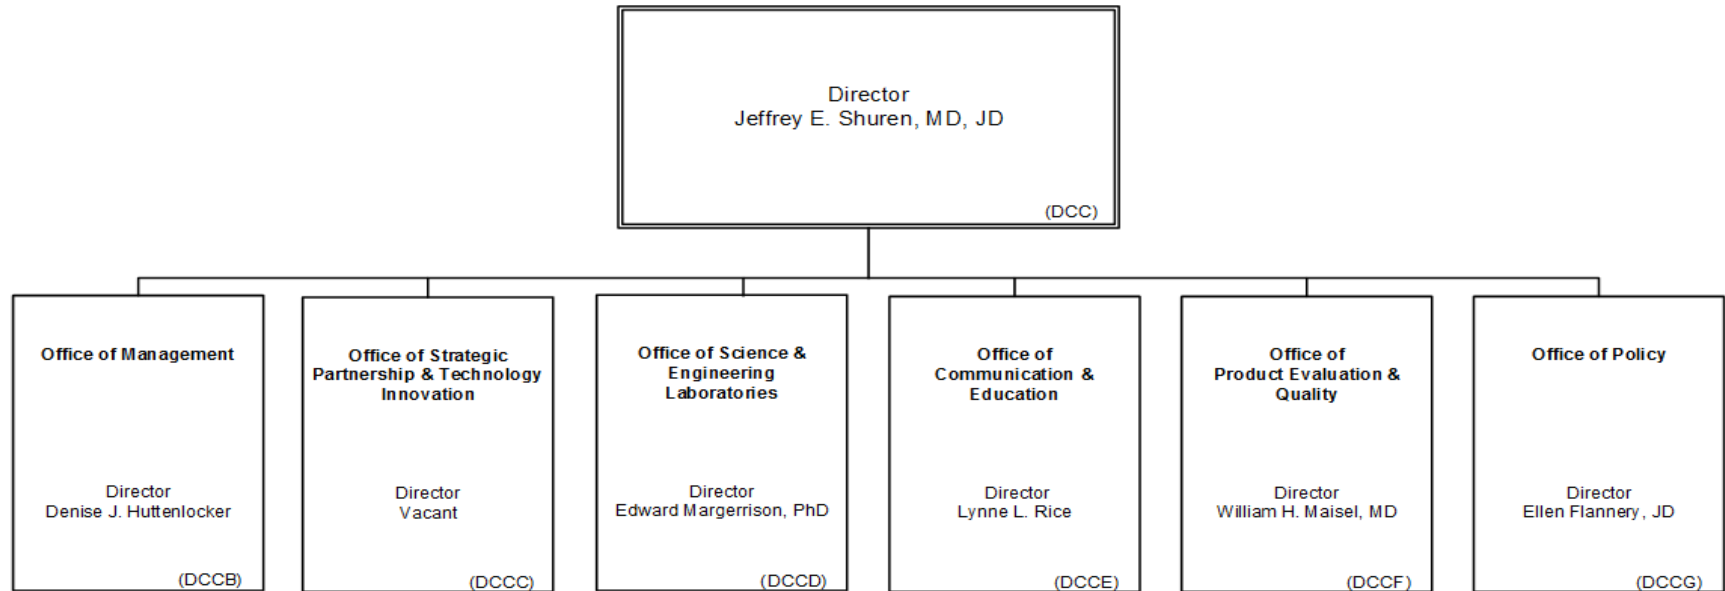 Director
Jeffrey E. Shuren, MD, JD
(DCC)
Office of Management
Director
Denise J. Huttenlocker
(DCCB)
Office of Strategic
Partnership & Technology
Innovation
Director
Vacant
(DCCC)
Office of Science &
Engineering
Laboratories
Director
Edward Margerrison, PhD
(DCCD)
Office of
Communication &
Education
Director
Lynne L. Rice
(DCCE)
Office of
Product Evaluation &
Quality
Director
William H. Maisel, MD
(DCCF)
Office of Policy
Director
Ellen Flannery, JD
(DCCG)